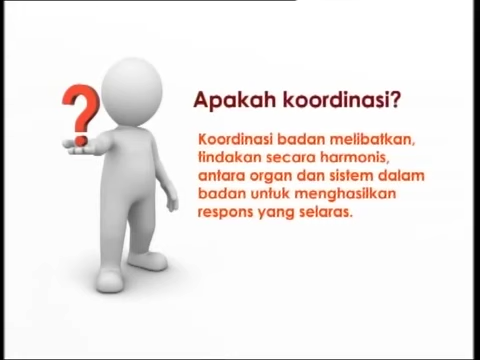 ?
Apakah koordinasi?
Koordinasi badan melibatkan,
tindakan secara harmonis,
antara organ dan sistem dalam
badan untuk menghasilkan
respons yang selaras.